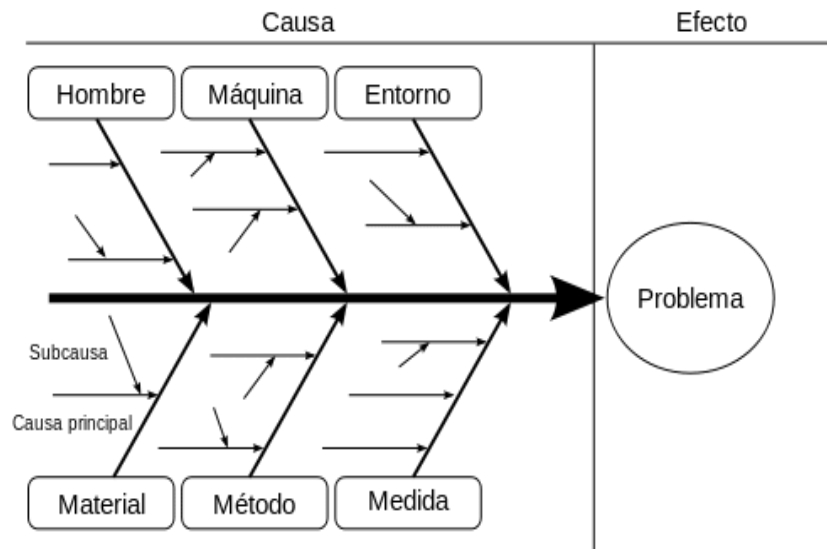 Causa
Efecto
Hombre
Máquina
Entorno
Problema
Subcausa
Causa principal
Material
Método
Medida